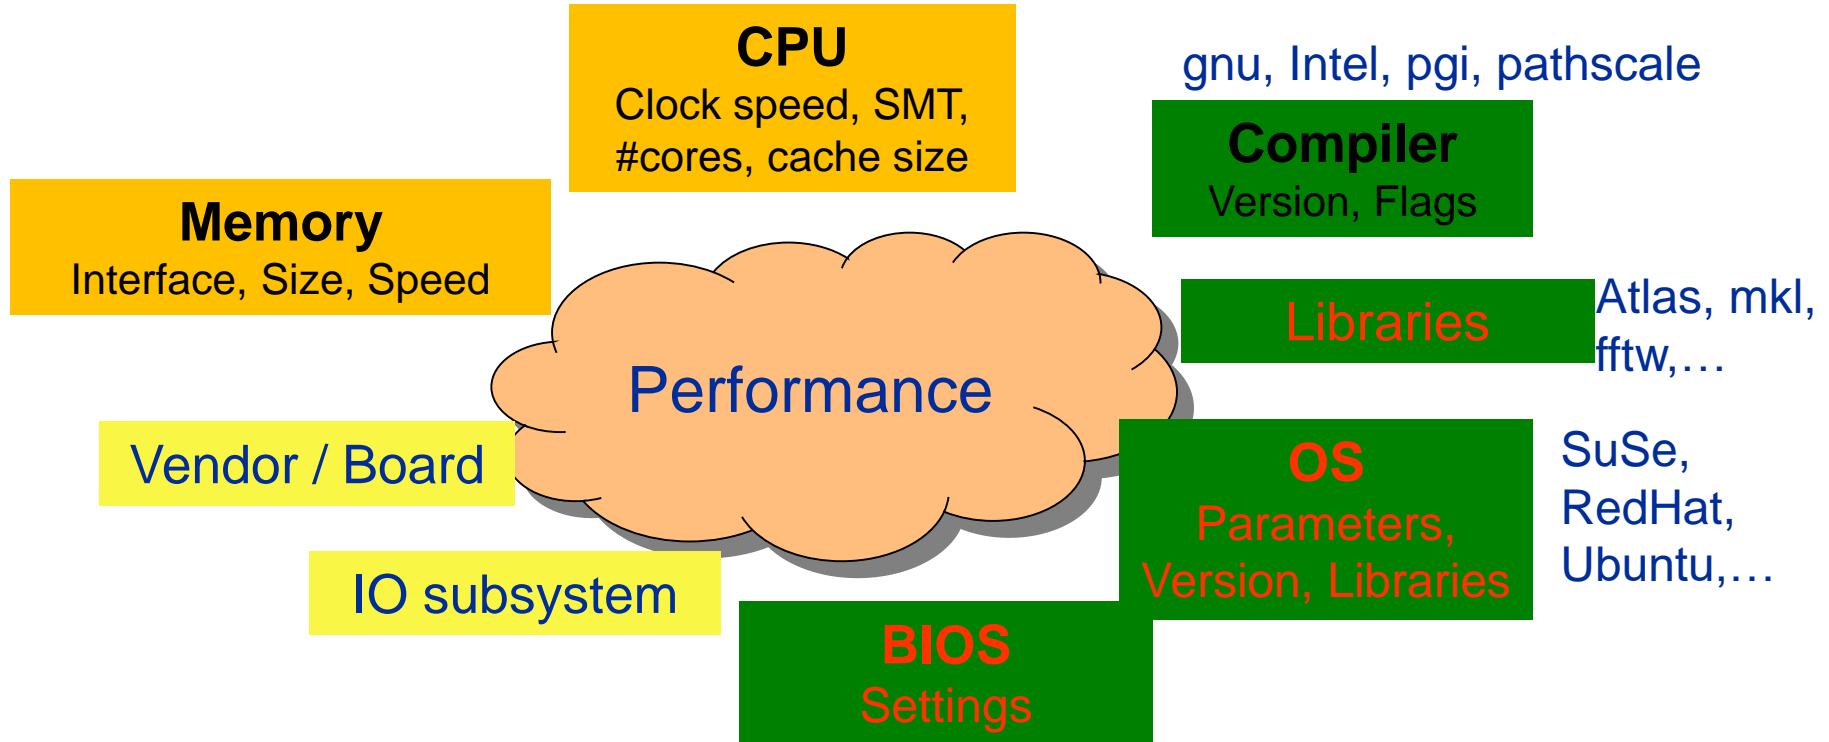 CPU
Clock speed, SMT,
#cores, cache size
gnu, Intel, pgi, pathscale
Compiler
Version, Flags
Memory
Interface, Size, Speed
Libraries
Atlas, mkl,
fftw,…
Performance
Vendor / Board
OS
Parameters,
Version, Libraries
SuSe,
RedHat,
Ubuntu,…
IO subsystem
BIOS
Settings